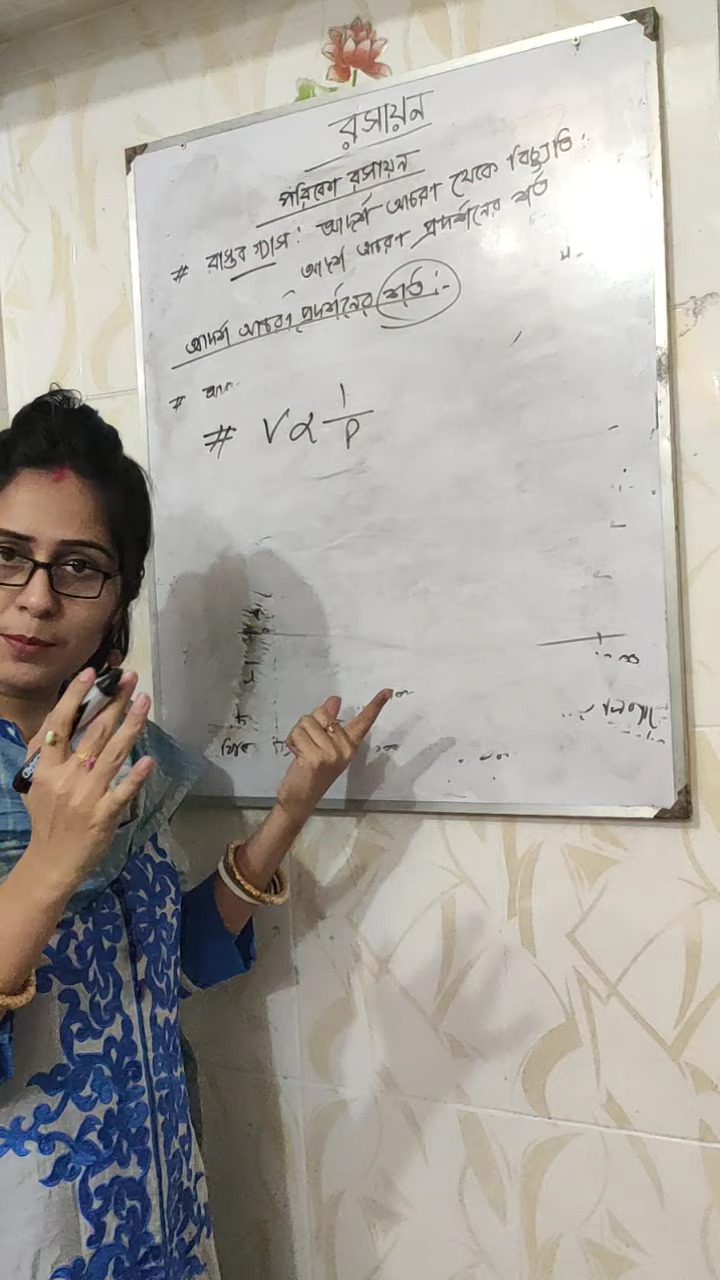 রসায়ন
পরিবেশ রসায়ন
# বাস্তব গ্যাস : আদর্শ আচরণ থেকে বিচ্যুতি :
আদর্শ আচরণ প্রদর্শনের শর্ত
আদর্শ আচরণ প্রদর্শনের শর্ত :-
#
# V ∝ 1/P